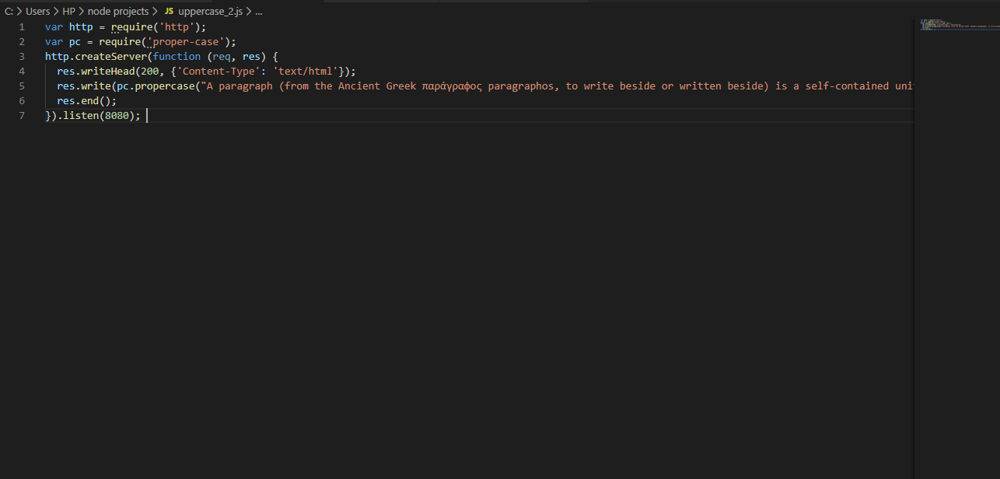 C: > Users > HP > node projects > JS uppercase_2.js > ...
1 var http = require('http');
2 var pc = require('proper-case');
3 http.createServer(function (req, res) {
4 res.writeHead(200, {'Content-Type': 'text/html'});
5 res.write(pc.propercase("A paragraph (from the Ancient Greek παράγραφος paragraphos, to write beside or written beside) is a self-contained uni
6 res.end();
7 }).listen(8080);